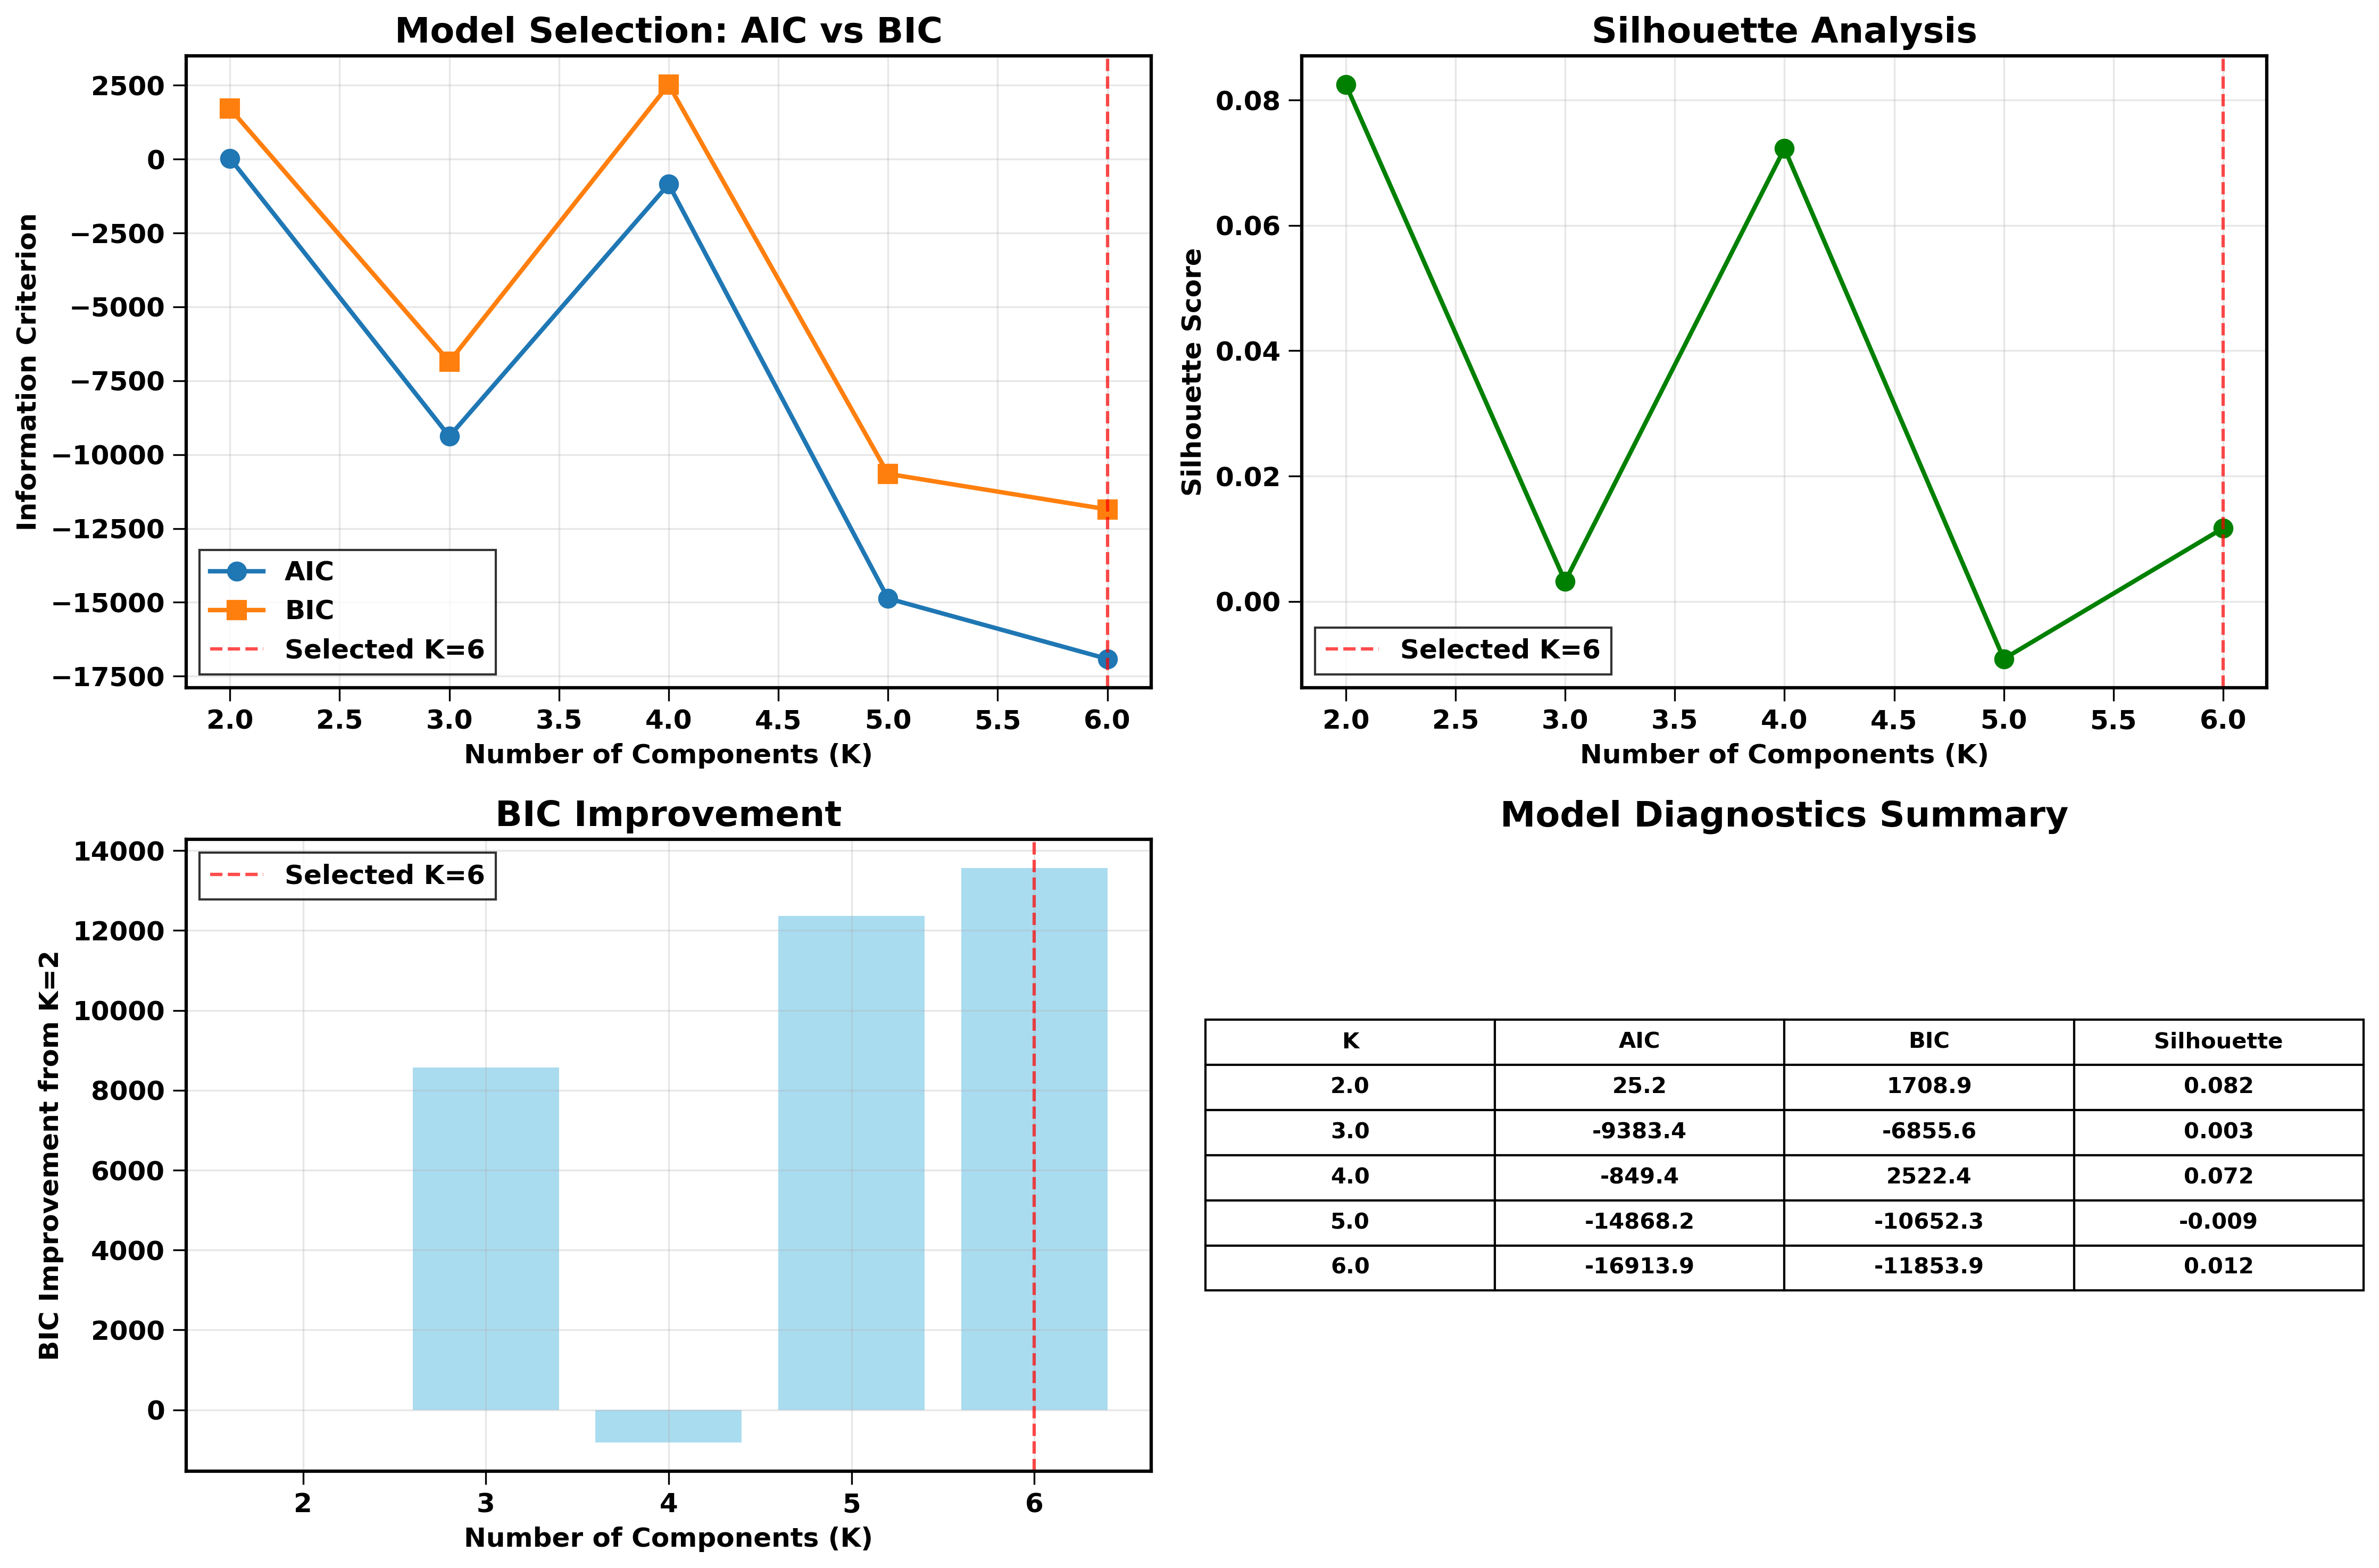 Model Selection: AIC vs BIC
Information Criterion
2500
0
−2500
−5000
−7500
−10000
−12500
−15000
−17500
AIC
BIC
Selected K=6
2.0 2.5 3.0 3.5 4.0 4.5 5.0 5.5 6.0
Number of Components (K)
Silhouette Analysis
Silhouette Score
0.08
0.06
0.04
0.02
0.00
Selected K=6
2.0 2.5 3.0 3.5 4.0 4.5 5.0 5.5 6.0
Number of Components (K)
BIC Improvement
BIC Improvement from K=2
14000
12000
10000
8000
6000
4000
2000
0
Selected K=6
2 3 4 5 6
Number of Components (K)
Model Diagnostics Summary
K AIC BIC Silhouette
2.0 25.2 1708.9 0.082
3.0 -9383.4 -6855.6 0.003
4.0 -849.4 2522.4 0.072
5.0 -14868.2 -10652.3 -0.009
6.0 -16913.9 -11853.9 0.012